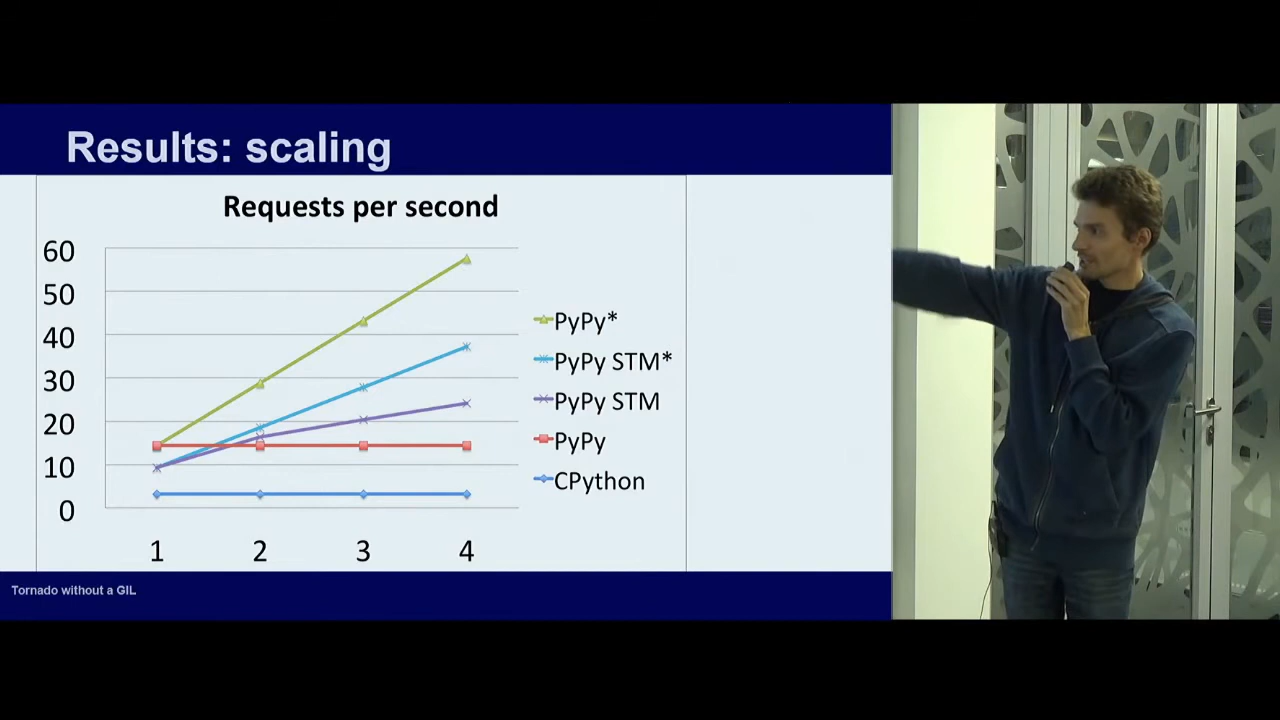 Results: scaling
Requests per second
60
50
40
30
20
10
0
1 2 3 4
PyPy*
PyPy STM*
PyPy STM
PyPy
CPython
Tornado without a GIL